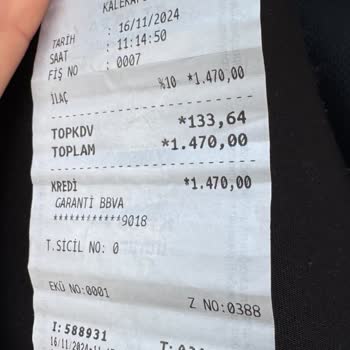 TARİH : 16/11/2024
SAAT : 11:14:50
FİŞ NO : 0007
İLAÇ %10 *1.470,00
TOPKDV *133,64
TOPLAM *1.470,00
KREDİ *1.470,00
GARANTİ BBVA
************9018
T.SİCİL NO: 0
EKÜ NO:0001 Z NO:0388
I:588931